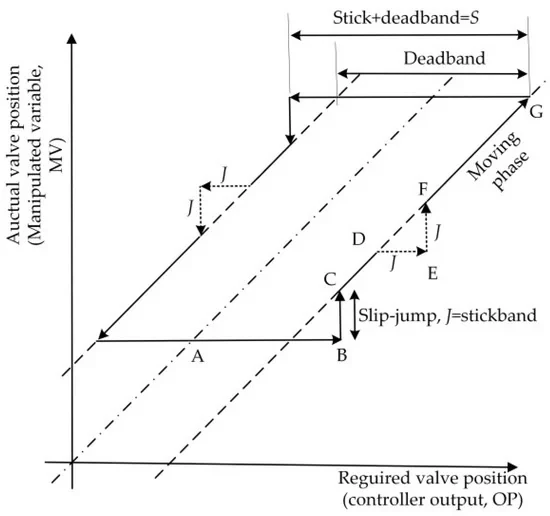 Stick+deadband=S
Deadband
G
Auctual valve position
(Manipulated variable,
MV)
Moving
phase
J
J
F
D
J
J
E
C
Slip-jump, J=stickband
A
B
Reguired valve position
(controller output, OP)